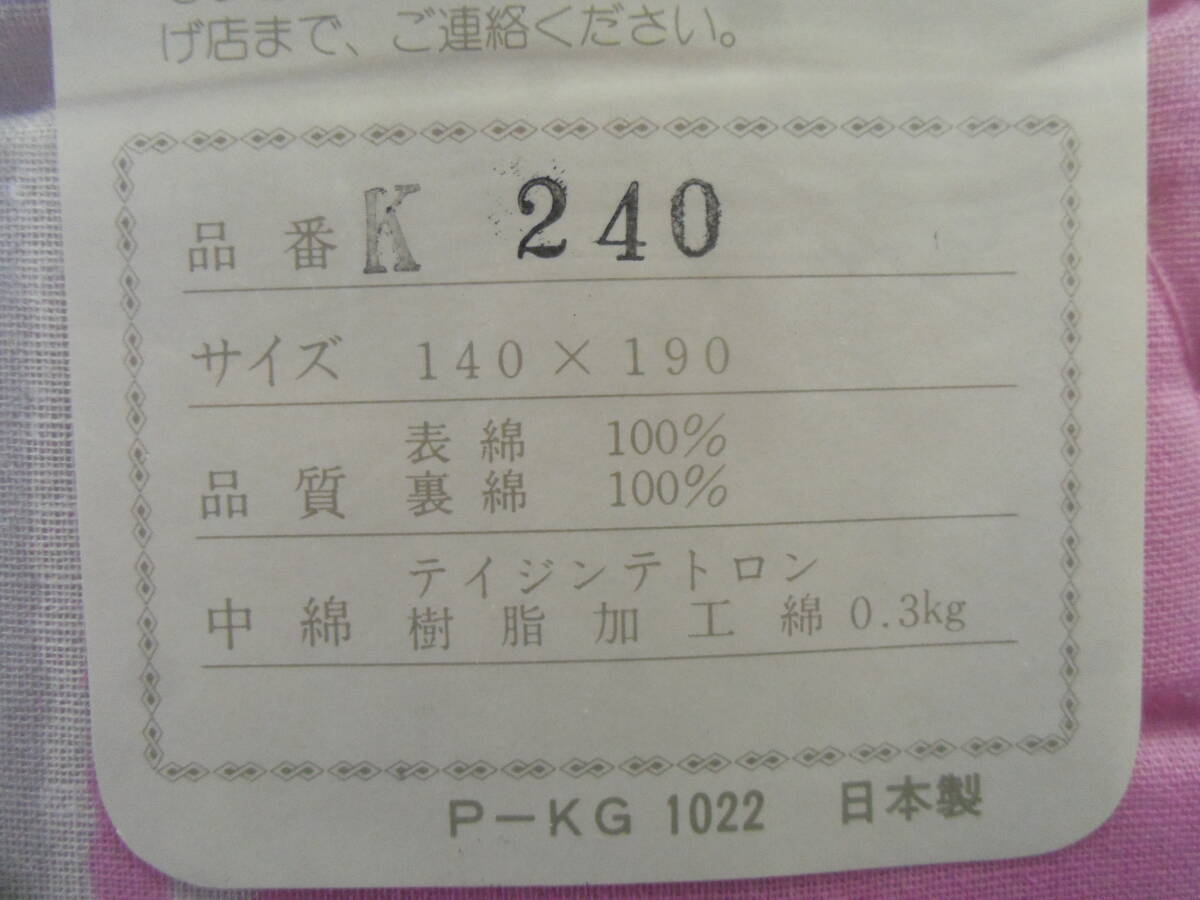 げ店まで、ご連絡ください。
品 番 K 240
サイズ 140×190
表 綿 100%
品 質 裏 綿 100%
テイジンテトロン
中 綿 樹 脂 加 工 綿 0.3kg
P-KG 1022 日本製